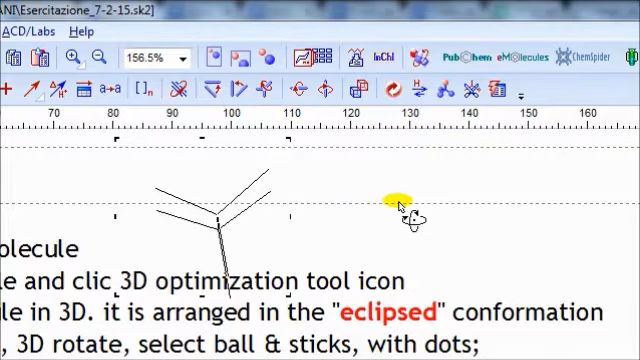 ANI\Esercitazione_7-2-15.sk2]
ACD/Labs Help
156.5% InChI PubChem eMolecules ChemSpider
[]n H
70 80 90 100 110 120 130 140 150 160
olecule
le and clic 3D optimization tool icon
le in 3D. it is arranged in the "eclipsed" conformation
, 3D rotate, select ball & sticks, with dots;